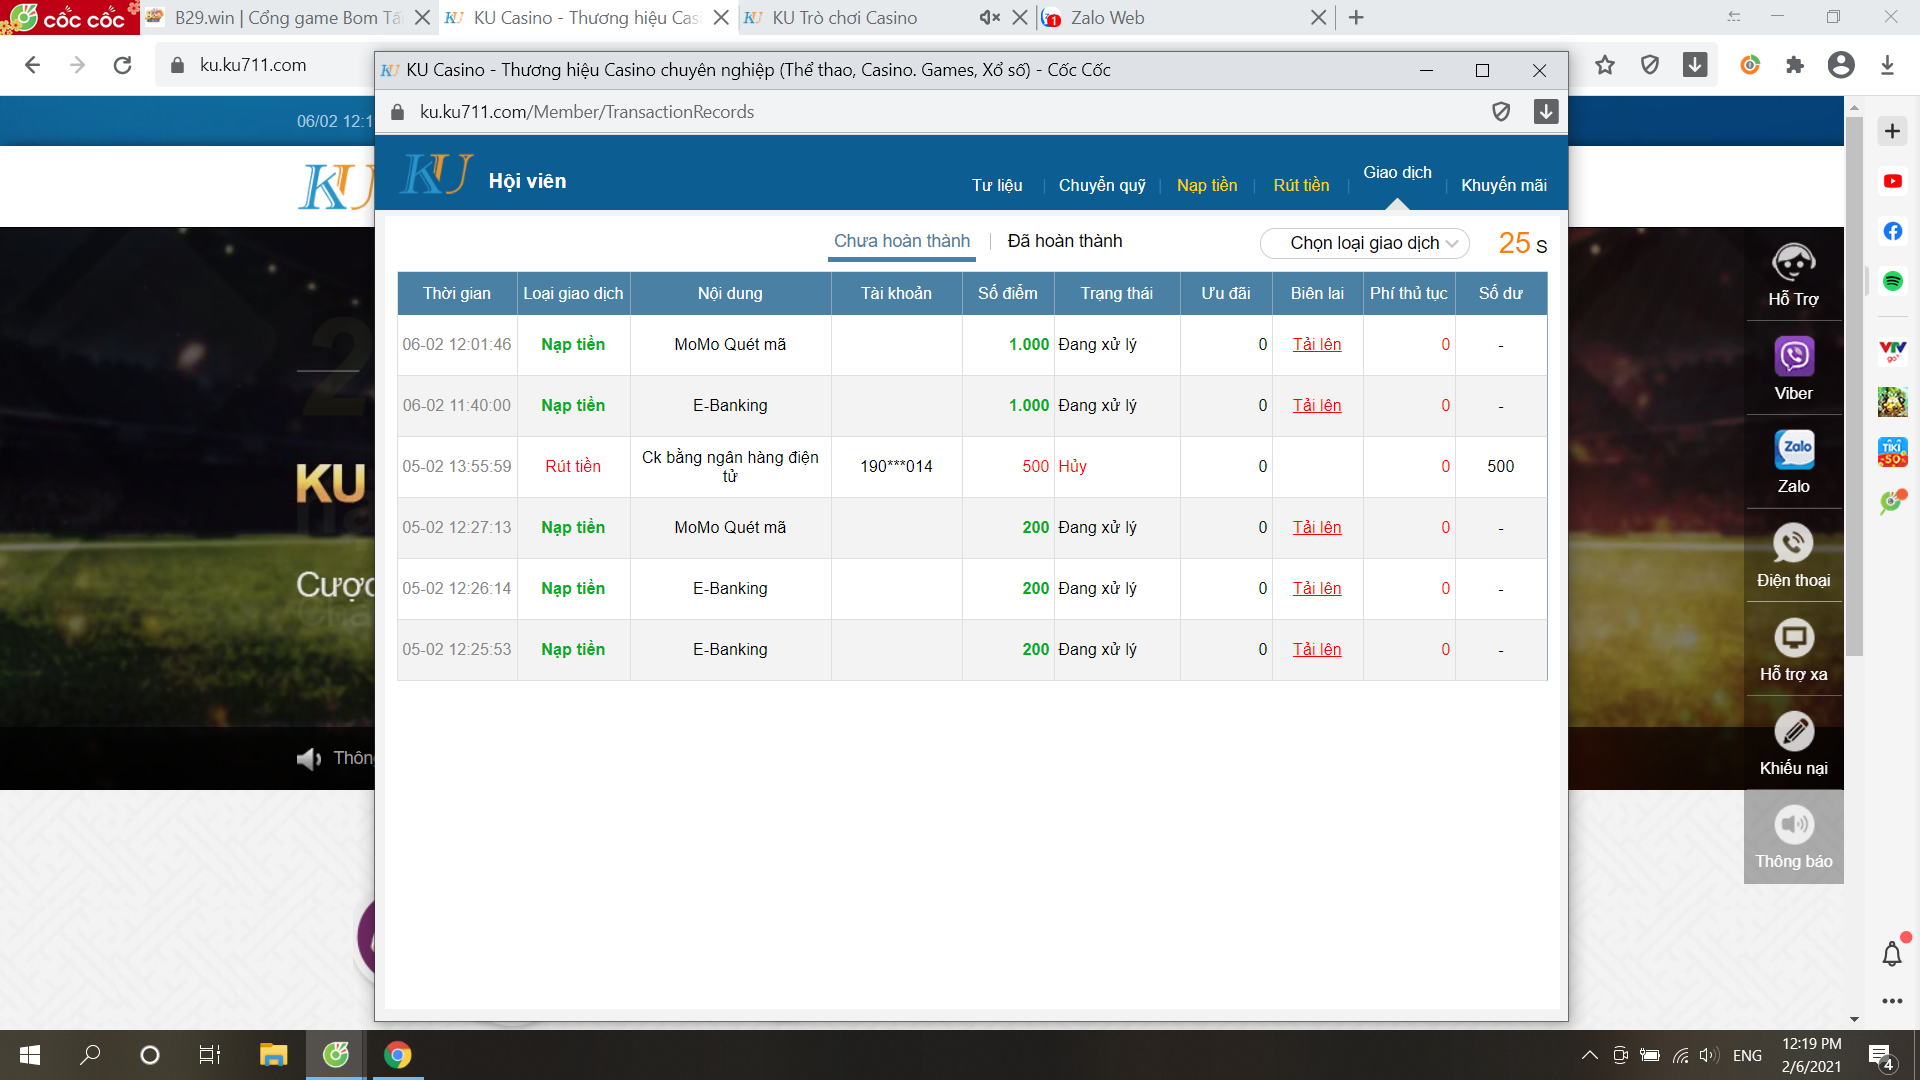 cốc cốc
B29.win | Cổng game Bom Tấ
KU Casino - Thương hiệu Cas
KU Trò chơi Casino
1
Zalo Web
ku.ku711.com
KU Casino - Thương hiệu Casino chuyên nghiệp (Thể thao, Casino. Games, Xổ số) - Cốc Cốc
ku.ku711.com/Member/TransactionRecords
06/02 12:1
KU
KU Hội viên
Tư liệu
Chuyển quỹ
Nạp tiền
Rút tiền
Giao dịch
Khuyến mãi
Chưa hoàn thành
Đã hoàn thành
Chọn loại giao dịch
25 s
Thời gian Loại giao dịch Nội dung Tài khoản Số điểm Trạng thái Ưu đãi Biên lai Phí thủ tục Số dư
06-02 12:01:46 Nạp tiền MoMo Quét mã 1.000 Đang xử lý 0 Tải lên 0 -
06-02 11:40:00 Nạp tiền E-Banking 1.000 Đang xử lý 0 Tải lên 0 -
05-02 13:55:59 Rút tiền Ck bằng ngân hàng điện tử 190***014 500 Hủy 0 0 500
05-02 12:27:13 Nạp tiền MoMo Quét mã 200 Đang xử lý 0 Tải lên 0 -
05-02 12:26:14 Nạp tiền E-Banking 200 Đang xử lý 0 Tải lên 0 -
05-02 12:25:53 Nạp tiền E-Banking 200 Đang xử lý 0 Tải lên 0 -
KU
Cược
Thôn
Hỗ Trợ
Viber
Zalo
Zalo
Điện thoại
Hỗ trợ xa
Khiếu nại
Thông báo
VTV
go
TIKI
ENG
12:19 PM
2/6/2021
4